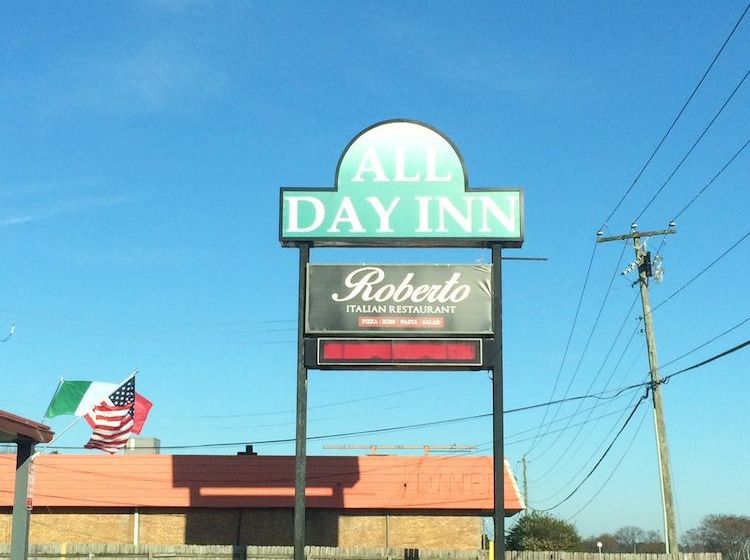 ALL
DAY INN
Roberto
ITALIAN RESTAURANT
PIZZA SUBS PASTA SALAD